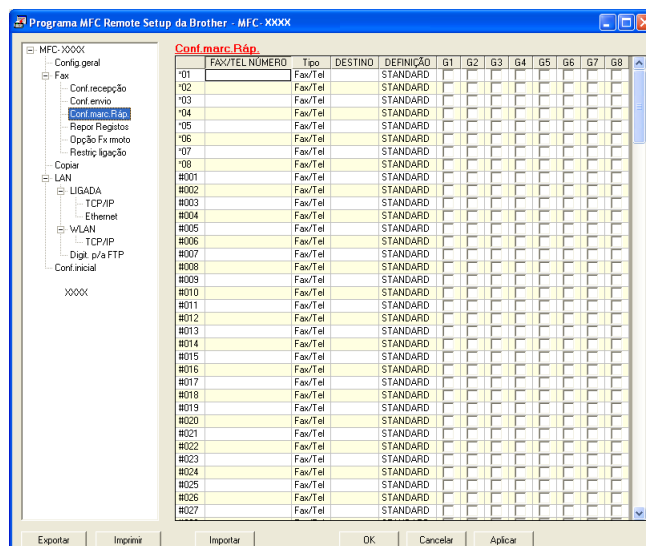 Programa MFC Remote Setup da Brother - MFC- XXXX
MFC- XXXX
Config.geral
Fax
Conf.recepção
Conf.envio
Conf.marc.Ráp.
Repor Registos
Opção Fx moto
Restriç ligação
Copiar
LAN
LIGADA
TCP/IP
Ethernet
WLAN
TCP/IP
Digit. p/a FTP
Conf.inicial
XXXX
Conf.marc.Ráp.
FAX/TEL NÚMERO Tipo DESTINO DEFINIÇÃO G1 G2 G3 G4 G5 G6 G7 G8
*01 Fax/Tel STANDARD
*02 Fax/Tel STANDARD
*03 Fax/Tel STANDARD
*04 Fax/Tel STANDARD
*05 Fax/Tel STANDARD
*06 Fax/Tel STANDARD
*07 Fax/Tel STANDARD
*08 Fax/Tel STANDARD
#001 Fax/Tel STANDARD
#002 Fax/Tel STANDARD
#003 Fax/Tel STANDARD
#004 Fax/Tel STANDARD
#005 Fax/Tel STANDARD
#006 Fax/Tel STANDARD
#007 Fax/Tel STANDARD
#008 Fax/Tel STANDARD
#009 Fax/Tel STANDARD
#010 Fax/Tel STANDARD
#011 Fax/Tel STANDARD
#012 Fax/Tel STANDARD
#013 Fax/Tel STANDARD
#014 Fax/Tel STANDARD
#015 Fax/Tel STANDARD
#016 Fax/Tel STANDARD
#017 Fax/Tel STANDARD
#018 Fax/Tel STANDARD
#019 Fax/Tel STANDARD
#020 Fax/Tel STANDARD
#021 Fax/Tel STANDARD
#022 Fax/Tel STANDARD
#023 Fax/Tel STANDARD
#024 Fax/Tel STANDARD
#025 Fax/Tel STANDARD
#026 Fax/Tel STANDARD
#027 Fax/Tel STANDARD
Exportar Imprimir Importar OK Cancelar Aplicar